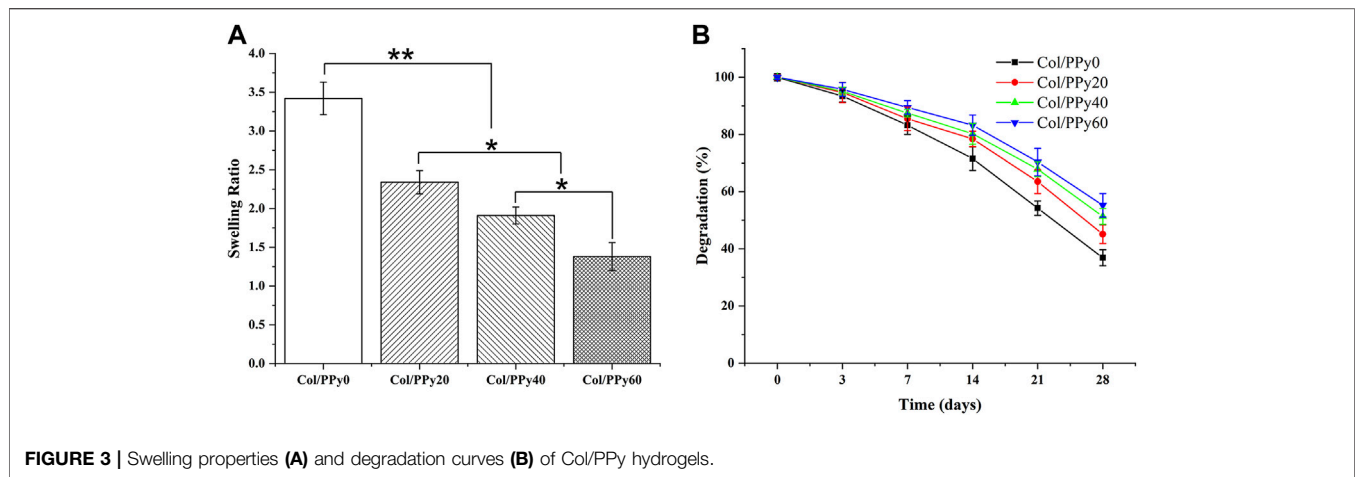 A
**
*
*
4.0
3.5
3.0
2.5
2.0
1.5
1.0
0.5
0.0
Swelling Ratio
Col/PPy0 Col/PPy20 Col/PPy40 Col/PPy60
B
Col/PPy0
Col/PPy20
Col/PPy40
Col/PPy60
100
80
60
40
20
0
Degradation (%)
0 3 7 14 21 28
Time (days)
FIGURE 3 | Swelling properties (A) and degradation curves (B) of Col/PPy hydrogels.